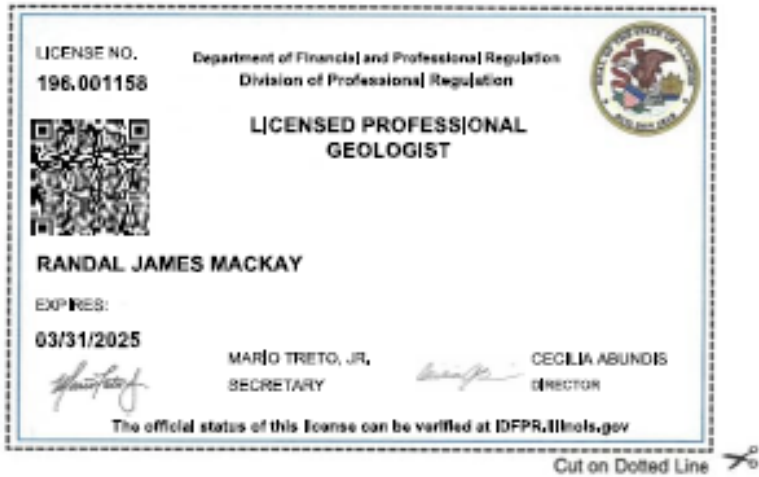 LICENSE NO.
196.001158
Department of Financial and Professional Regulation
Division of Professional Regulation
LICENSED PROFESSIONAL
GEOLOGIST
RANDAL JAMES MACKAY
EXPIRES:
03/31/2025
MARIO TRETO, JR.
SECRETARY
CECILIA ABUNDIS
DIRECTOR
The official status of this license can be verified at IDFPR.Illinois.gov
Cut on Dotted Line